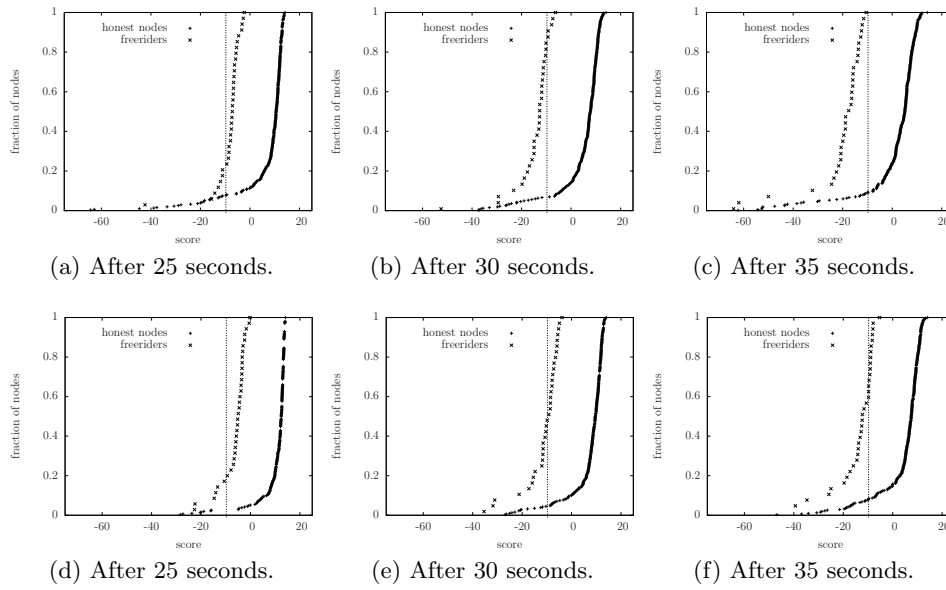 1
0.8
0.6
0.4
0.2
0
fraction of nodes
honest nodes
freeriders
-60 -40 -20 0 20
score
(a) After 25 seconds.
1
0.8
0.6
0.4
0.2
0
fraction of nodes
honest nodes
freeriders
-60 -40 -20 0 20
score
(b) After 30 seconds.
1
0.8
0.6
0.4
0.2
0
fraction of nodes
honest nodes
freeriders
-60 -40 -20 0 20
score
(c) After 35 seconds.
1
0.8
0.6
0.4
0.2
0
fraction of nodes
honest nodes
freeriders
-60 -40 -20 0 20
score
(d) After 25 seconds.
1
0.8
0.6
0.4
0.2
0
fraction of nodes
honest nodes
freeriders
-60 -40 -20 0 20
score
(e) After 30 seconds.
1
0.8
0.6
0.4
0.2
0
fraction of nodes
honest nodes
freeriders
-60 -40 -20 0 20
score
(f) After 35 seconds.